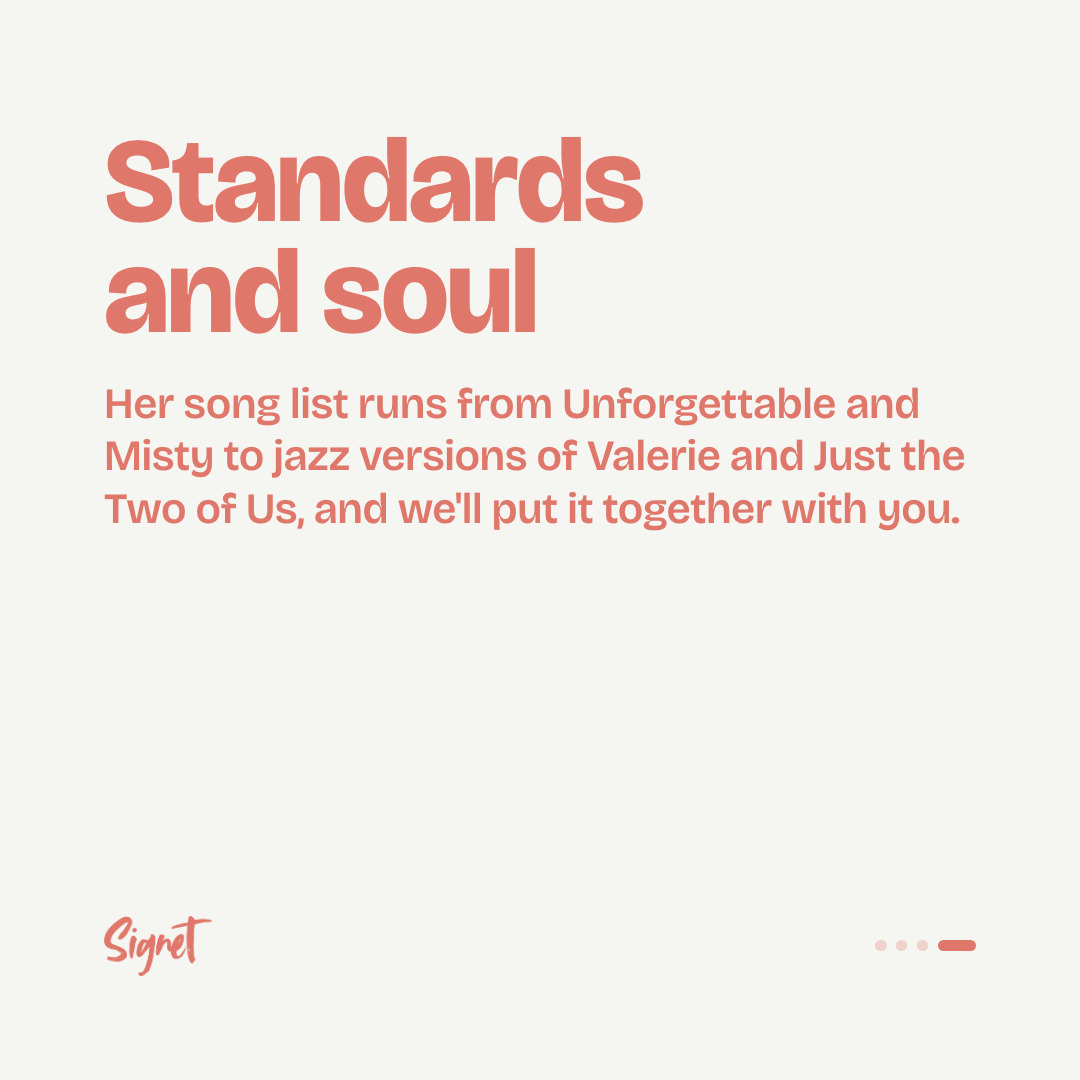 Standards
and soul
Her song list runs from Unforgettable and
Misty to jazz versions of Valerie and Just the
Two of Us, and we'll put it together with you.
Signet